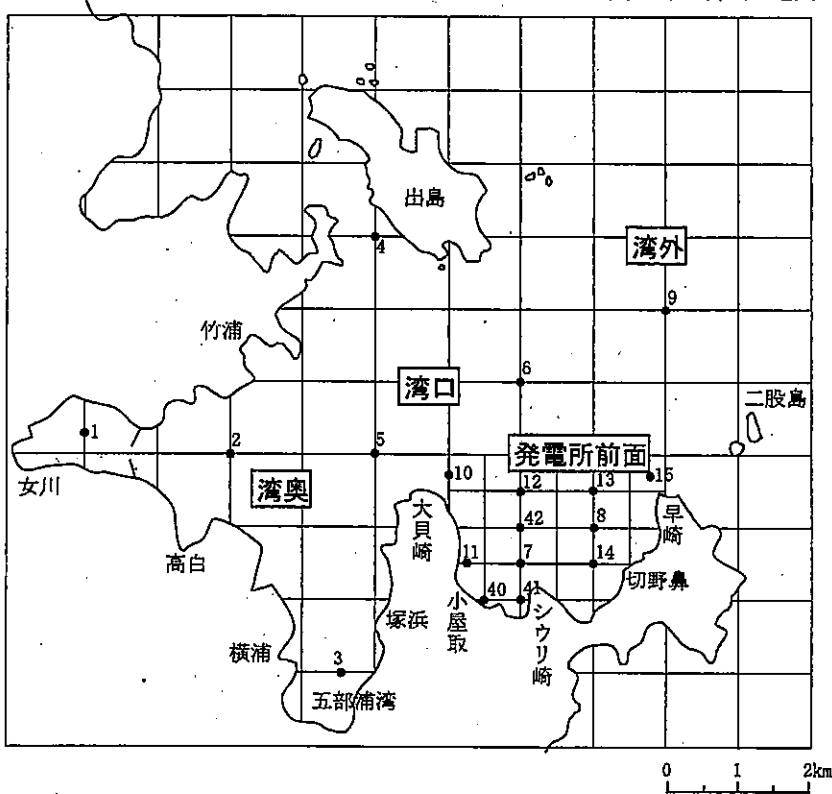 出島
湾外
4
9
竹浦
6
湾口
二股島
1
2
5
発電所前面
10
12
13
15
女川
湾奥
大貝崎
42
8
早崎
高白
11
7
14
切野鼻
40
41
小屋取
シウリ崎
塚浜
横浦
3
五部浦湾
0 1 2km